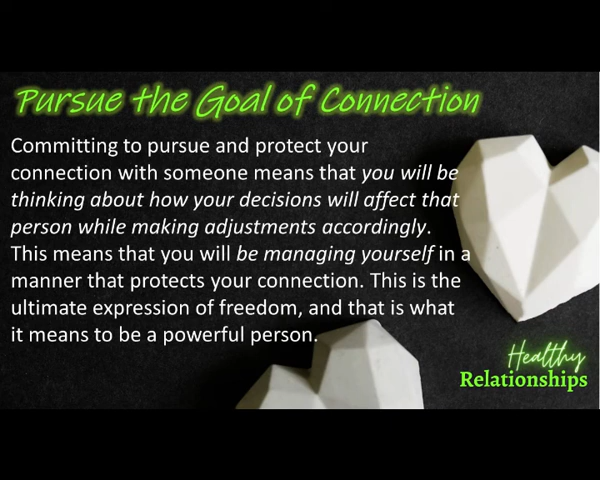 Pursue the Goal of Connection
Committing to pursue and protect your
connection with someone means that you will be
thinking about how your decisions will affect that
person while making adjustments accordingly.
This means that you will be managing yourself in a
manner that protects your connection. This is the
ultimate expression of freedom, and that is what
it means to be a powerful person.
Healthy
Relationships